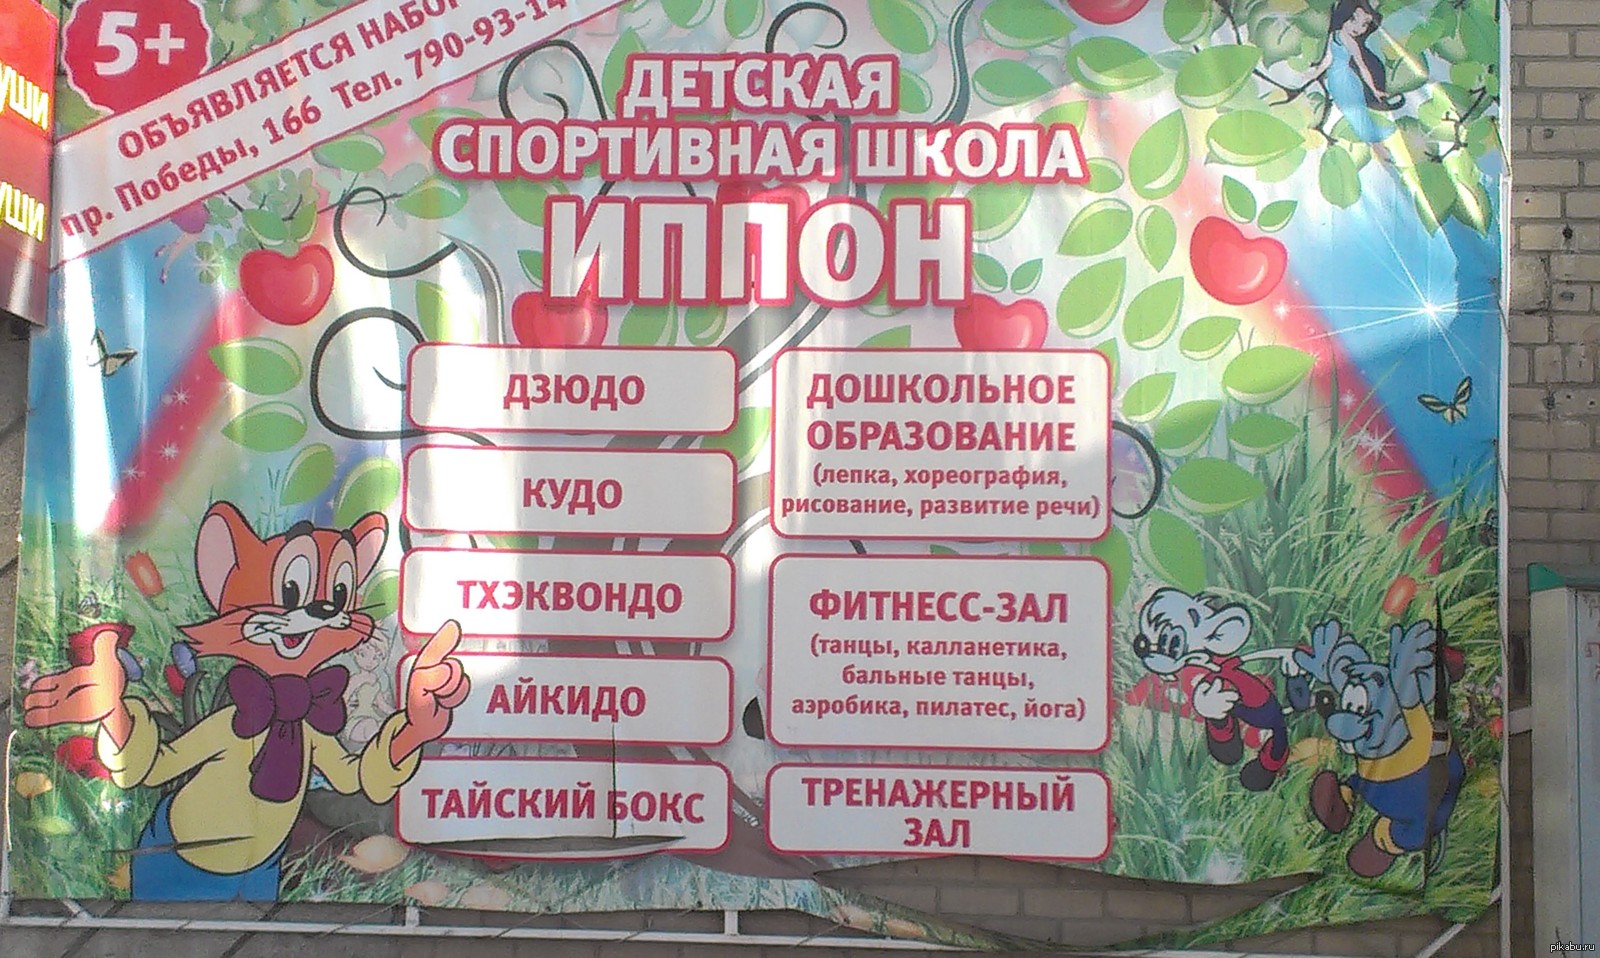 5+
ОБЪЯВЛЯЕТСЯ НАБОР
пр. Победы, 166 Тел. 790-93-14
ДЕТСКАЯ
СПОРТИВНАЯ ШКОЛА
ИППОН
ДЗЮДО
КУДО
ТХЭКВОНДО
АЙКИДО
ТАЙСКИЙ БОКС
ДОШКОЛЬНОЕ
ОБРАЗОВАНИЕ
(лепка, хореография,
рисование, развитие речи)
ФИТНЕСС-ЗАЛ
(танцы, калланетика,
бальные танцы,
аэробика, пилатес, йога)
ТРЕНАЖЕРНЫЙ
ЗАЛ
pikabu.ru